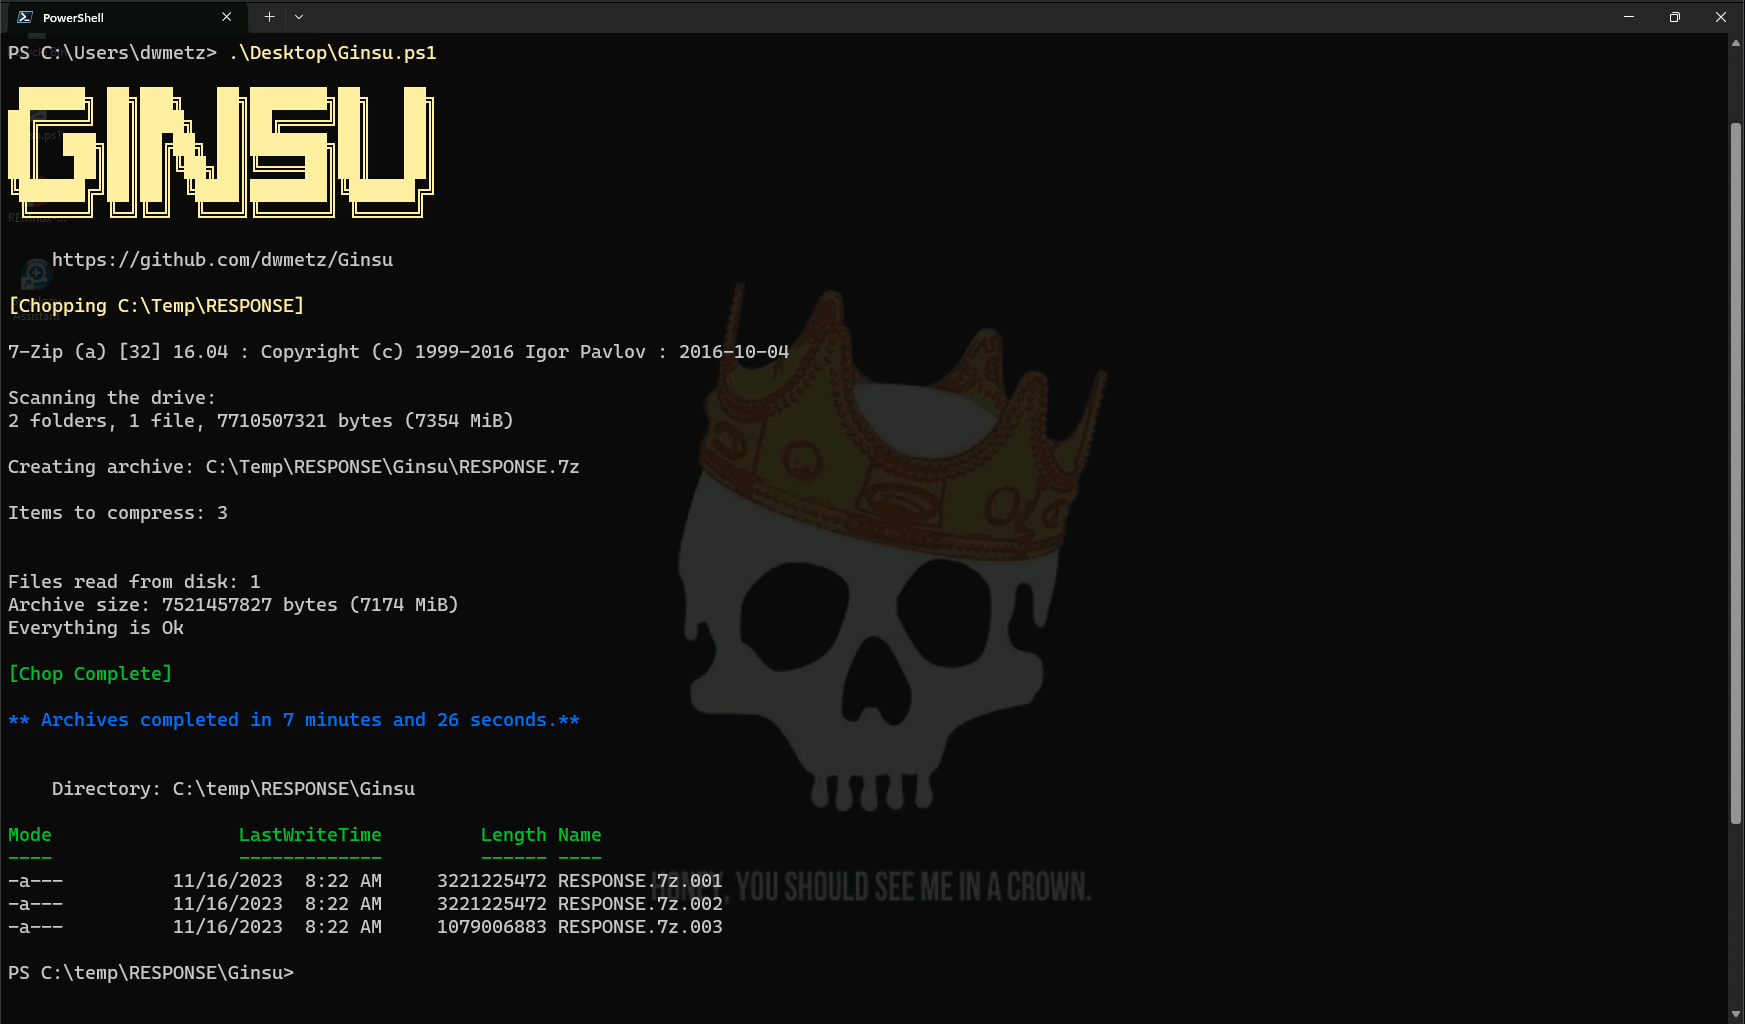 PowerShell
PS C:\Users\dwmetz> .\Desktop\Ginsu.ps1
GINSU
https://github.com/dwmetz/Ginsu
[Chopping C:\Temp\RESPONSE]
Assistant
7-Zip (a) [32] 16.04 : Copyright (c) 1999-2016 Igor Pavlov : 2016-10-04
Scanning the drive:
2 folders, 1 file, 7710507321 bytes (7354 MiB)
Creating archive: C:\Temp\RESPONSE\Ginsu\RESPONSE.7z
Items to compress: 3
Files read from disk: 1
Archive size: 7521457827 bytes (7174 MiB)
Everything is Ok
[Chop Complete]
** Archives completed in 7 minutes and 26 seconds.**
Directory: C:\temp\RESPONSE\Ginsu
Mode LastWriteTime Length Name
---- ------------- ------ ----
-a--- 11/16/2023 8:22 AM 3221225472 RESPONSE.7z.001
-a--- 11/16/2023 8:22 AM 3221225472 RESPONSE.7z.002
-a--- 11/16/2023 8:22 AM 1079006883 RESPONSE.7z.003
HONEY, YOU SHOULD SEE ME IN A CROWN.
PS C:\temp\RESPONSE\Ginsu>